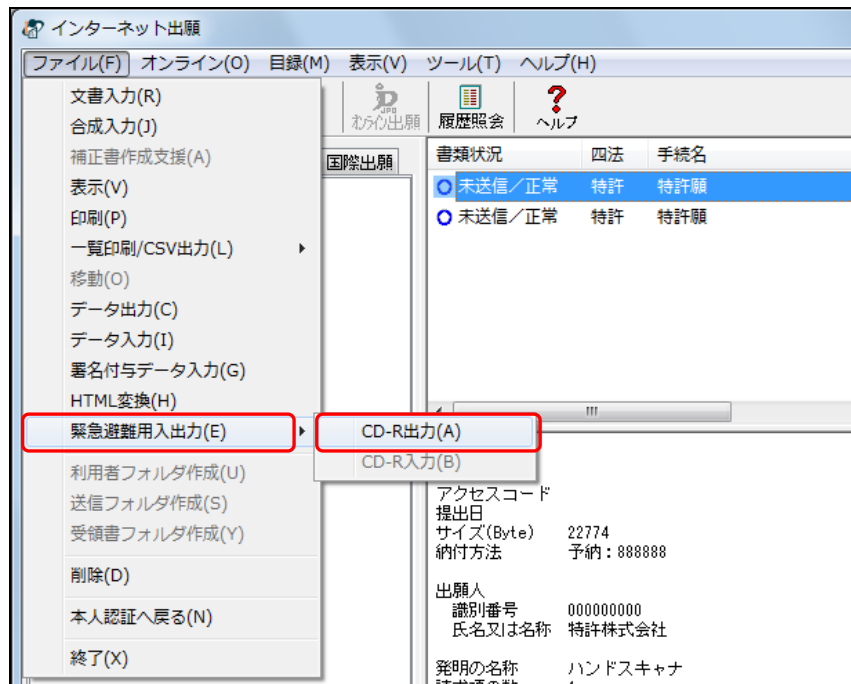 インターネット出願
ファイル(F) オンライン(O) 目録(M) 表示(V) ツール(T) ヘルプ(H)
出願 履歴照会 ヘルプ
国際出願
書類状況 四法 手続名
未送信／正常 特許 特許願
未送信／正常 特許 特許願
文書入力(R)
合成入力(J)
補正書作成支援(A)
表示(V)
印刷(P)
一覧印刷/CSV出力(L)
移動(O)
データ出力(C)
データ入力(I)
署名付与データ入力(G)
HTML変換(H)
緊急避難用入出力(E)
利用者フォルダ作成(U)
送信フォルダ作成(S)
受領書フォルダ作成(Y)
削除(D)
本人認証へ戻る(N)
終了(X)
CD-R出力(A)
CD-R入力(B)
アクセスコード
提出日
サイズ(Byte) 22774
納付方法 予納：888888
出願人
識別番号 000000000
氏名又は名称 特許株式会社
発明の名称 ハンドスキャナ